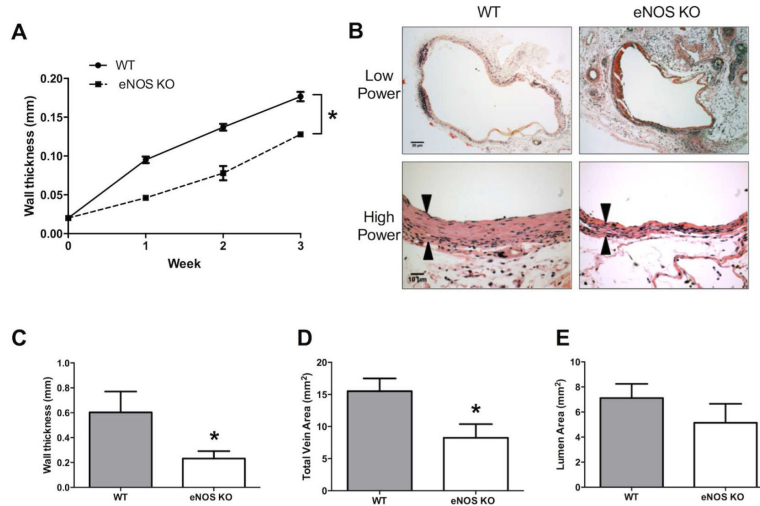 A
WT
eNOS KO
Wall thickness (mm)
0.20
0.15
0.10
0.05
0.00
0
1
2
3
Week
*
B
WT
eNOS KO
Low
Power
High
Power
10 µm
C
Wall thickness (mm)
1.0
0.8
0.6
0.4
0.2
0.0
WT
eNOS KO
*
D
Total Vein Area (mm²)
20
15
10
5
0
WT
eNOS KO
*
E
Lumen Area (mm²)
10
8
6
4
2
0
WT
eNOS KO